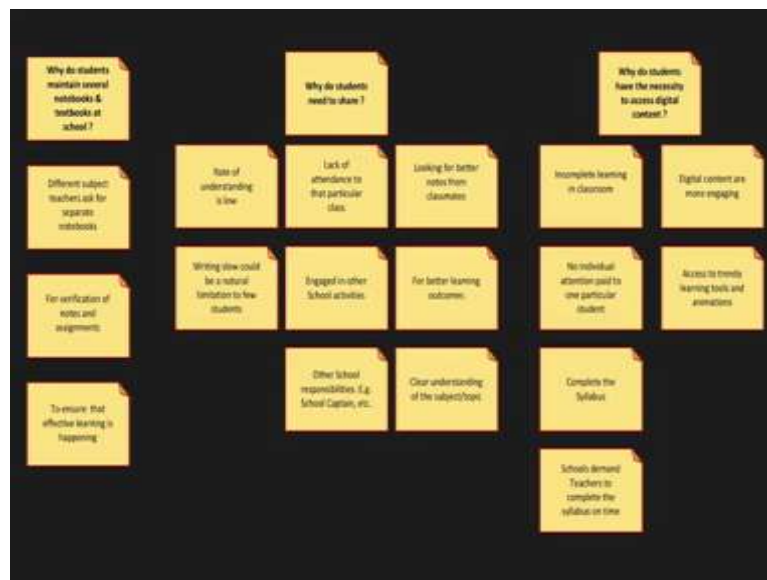 Why do students
maintain several
notebooks &
textbooks at
school ?
Different subject
teachers ask for
separate
notebooks
For verification of
notes and
assignments
To ensure that
effective learning is
happening
Why do students
need to share ?
Rate of
understanding
is low
Lack of
attendance to
that particular
class
Looking for better
notes from
classmates
Writing slow could
be a natural
limitation to few
students
Engaged in other
School activities
For better learning
outcomes
Other School
responsibilities. E.g.
School Captain, etc.
Clear understanding
of the subject/topic
Why do students
have the necessity
to access digital
content ?
Incomplete learning
in classroom
Digital content are
more engaging
No individual
attention paid to
one particular
student
Access to trendy
learning tools and
animations
Complete the
Syllabus
Schools demand
Teachers to
complete the
syllabus on time